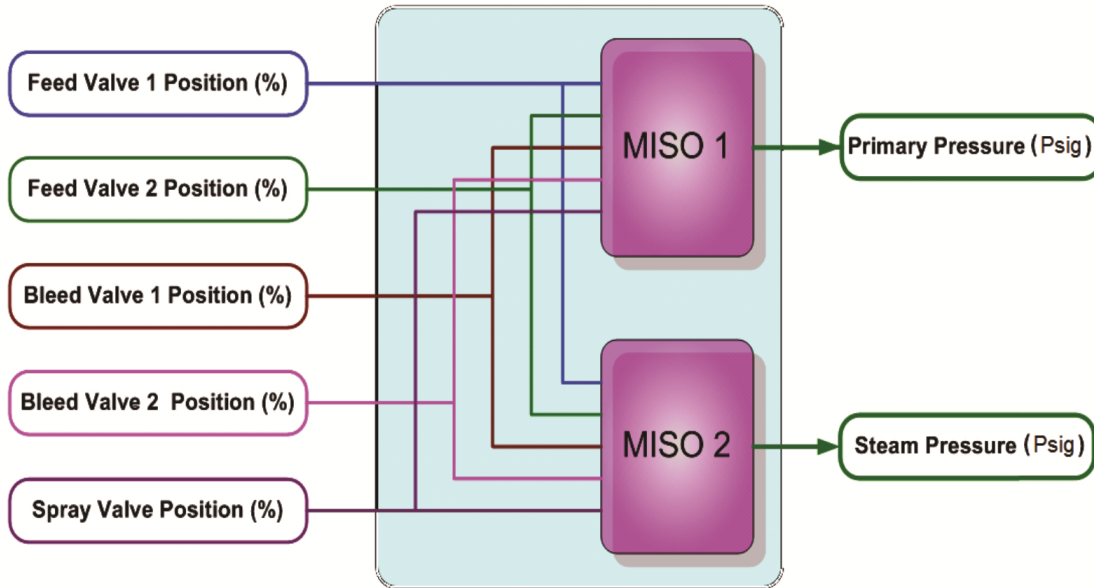 Feed Valve 1 Position (%)
Feed Valve 2 Position (%)
Bleed Valve 1 Position (%)
Bleed Valve 2 Position (%)
Spray Valve Position (%)
MISO 1
MISO 2
Primary Pressure (Psig)
Steam Pressure (Psig)